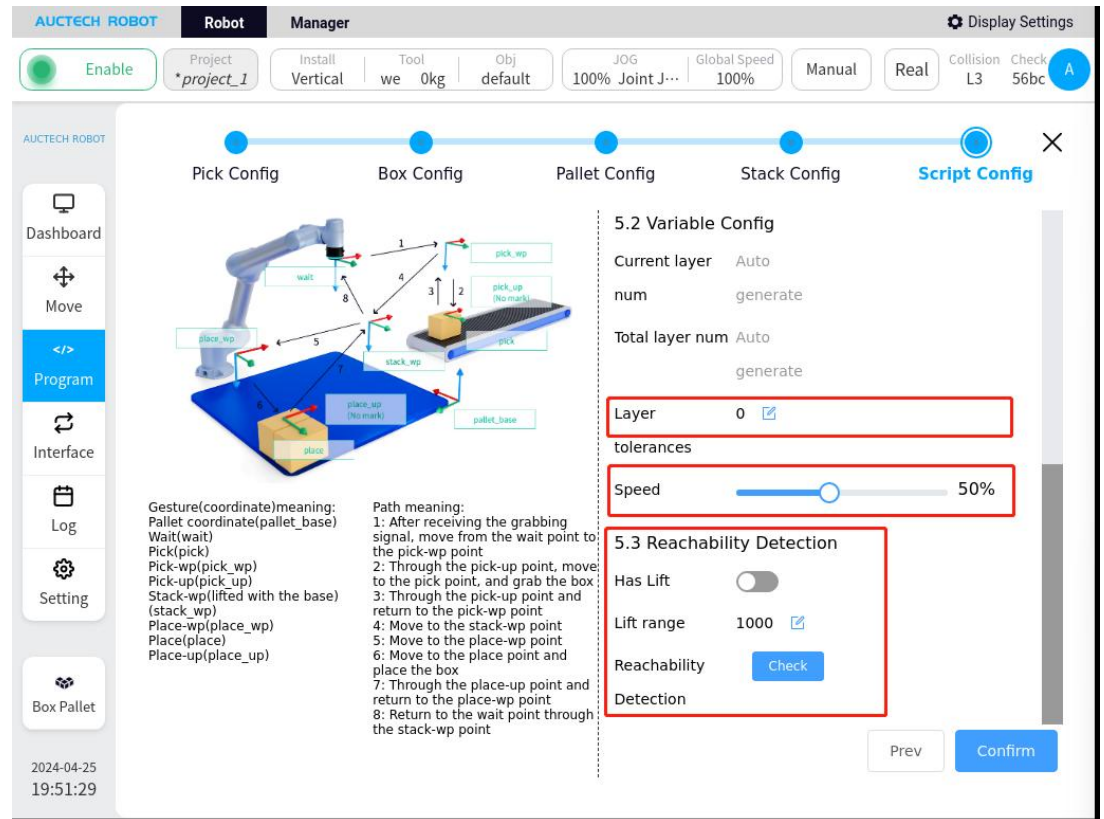 AUCTECH ROBOT Robot Manager Display Settings
Enable
Project
*project_1
Install
Vertical
Tool
we 0kg
Obj
default
JOG
100% Joint J···
Global Speed
100%
Manual
Real
Collision
L3
Check
56bc
A
AUCTECH ROBOT
Dashboard
Move
</>
Program
Interface
Log
Setting
Box Pallet
2024-04-25
19:51:29
Pick Config
Box Config
Pallet Config
Stack Config
Script Config
1
pick_wp
wait
4
8
3
2
pick_up
(No mark)
place_wp
5
pick
stack_wp
7
6
place_up
(No mark)
pallet_base
place
Gesture(coordinate)meaning:
Pallet coordinate(pallet_base)
Wait(wait)
Pick(pick)
Pick-wp(pick_wp)
Pick-up(pick_up)
Stack-wp(lifted with the base)
(stack_wp)
Place-wp(place_wp)
Place(place)
Place-up(place_up)
Path meaning:
1: After receiving the grabbing
signal, move from the wait point to
the pick-wp point
2: Through the pick-up point, move
to the pick point, and grab the box
3: Through the pick-up point and
return to the pick-wp point
4: Move to the stack-wp point
5: Move to the place-wp point
6: Move to the place point and
place the box
7: Through the place-up point and
return to the place-wp point
8: Return to the wait point through
the stack-wp point
5.2 Variable Config
Current layer Auto
num generate
Total layer num Auto
generate
Layer 0
tolerances
Speed 50%
5.3 Reachability Detection
Has Lift
Lift range 1000
Reachability Check
Detection
Prev
Confirm